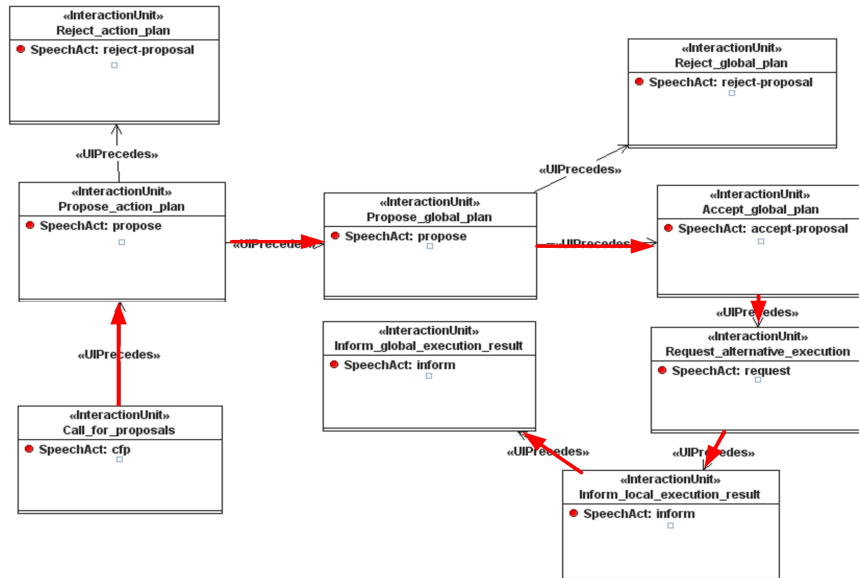 «InteractionUnit»
Reject_action_plan
SpeechAct: reject-proposal
«InteractionUnit»
Reject_global_plan
SpeechAct: reject-proposal
«UIPrecedes»
«UIPrecedes»
«InteractionUnit»
Propose_action_plan
SpeechAct: propose
«UIPrecedes»
«InteractionUnit»
Propose_global_plan
SpeechAct: propose
«UIPrecedes»
«InteractionUnit»
Accept_global_plan
SpeechAct: accept-proposal
«UIPrecedes»
«UIPrecedes»
«InteractionUnit»
Inform_global_execution_result
SpeechAct: inform
«InteractionUnit»
Request_alternative_execution
SpeechAct: request
«InteractionUnit»
Call_for_proposals
SpeechAct: cfp
«UIPrecedes»
«UIPrecedes»
«InteractionUnit»
Inform_local_execution_result
SpeechAct: inform